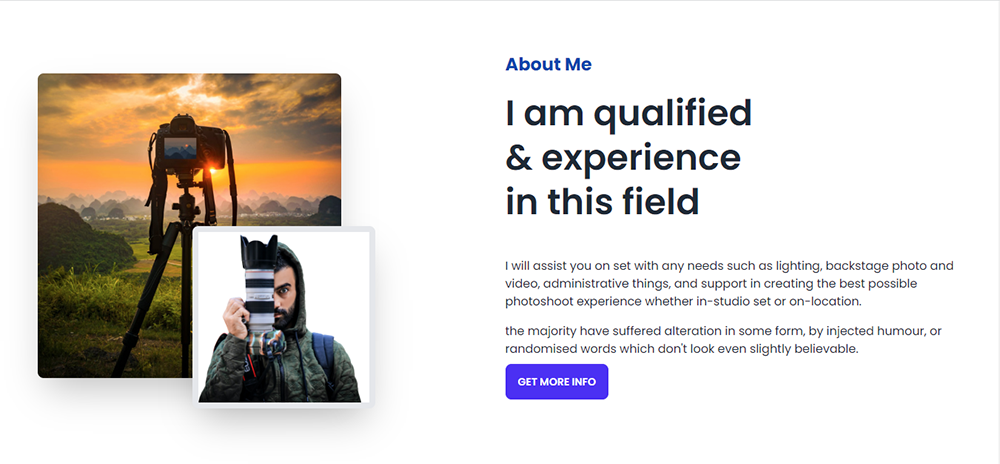 About Me
I am qualified
& experience
in this field
I will assist you on set with any needs such as lighting, backstage photo and
video, administrative things, and support in creating the best possible
photoshoot experience whether in-studio set or on-location.
the majority have suffered alteration in some form, by injected humour, or
randomised words which don't look even slightly believable.
GET MORE INFO